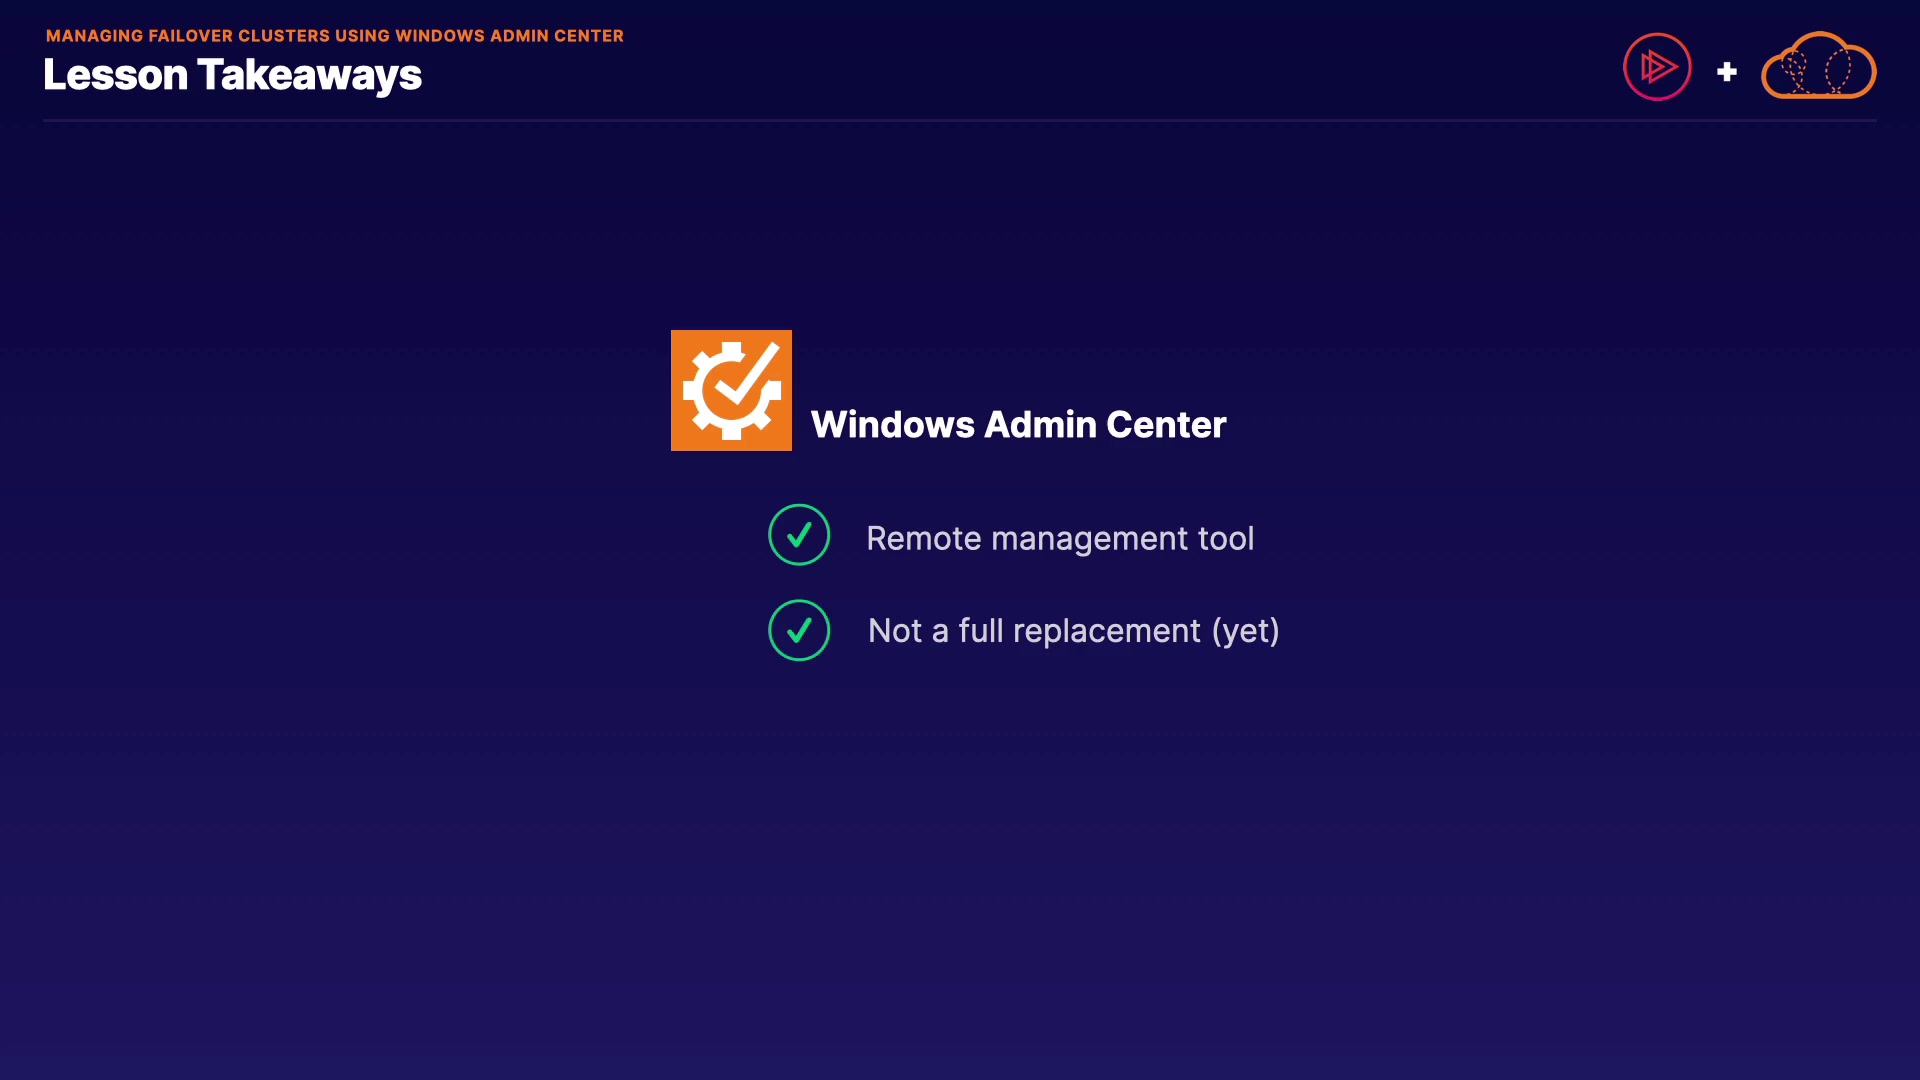 MANAGING FAILOVER CLUSTERS USING WINDOWS ADMIN CENTER
Lesson Takeaways
Windows Admin Center
Remote management tool
Not a full replacement (yet)